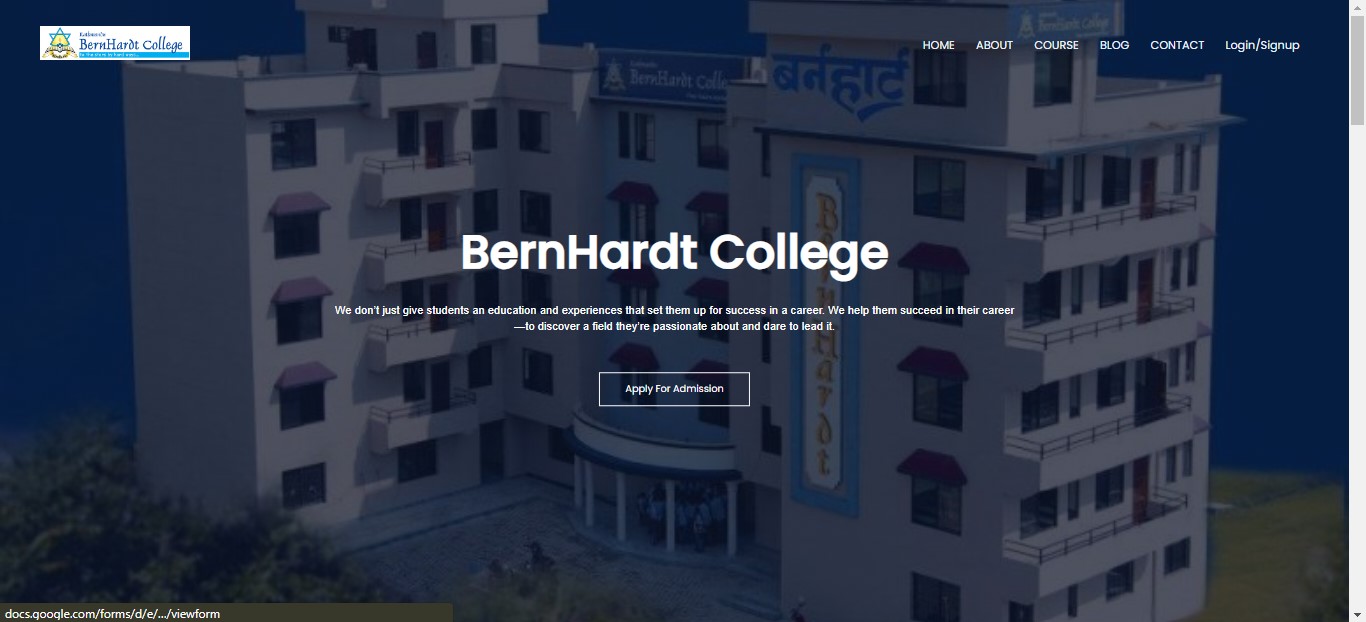 Kathmandu
BernHardt College
HOME ABOUT COURSE BLOG CONTACT Login/Signup
BernHardt College
BernHardt Colle
बर्नहार्ट
BernHardt
BernHardt College
We don't just give students an education and experiences that set them up for success in a career. We help them succeed in their career
—to discover a field they're passionate about and dare to lead it.
Apply For Admission
docs.google.com/forms/d/e/.../viewform